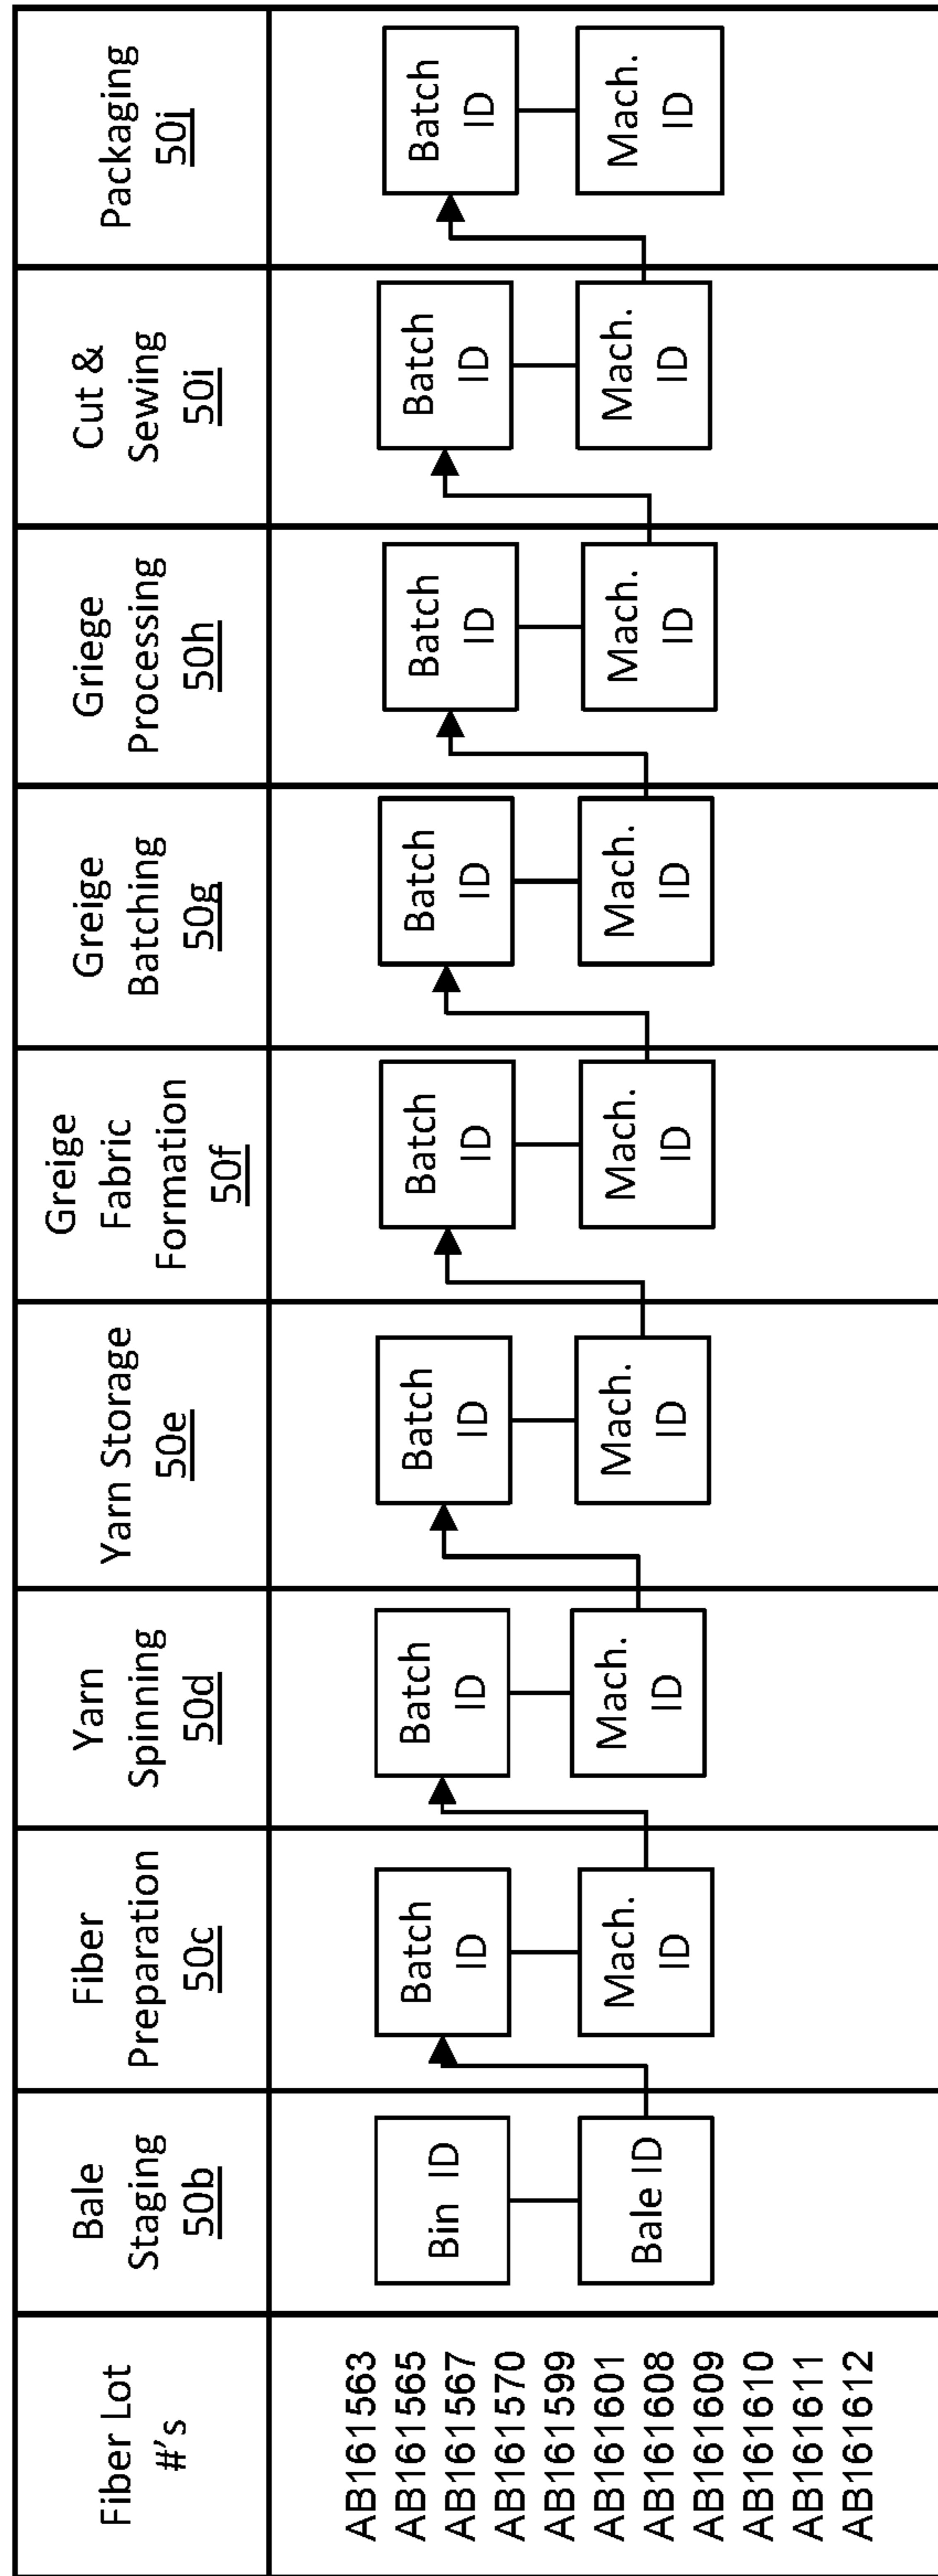 Fiber Lot
#'s
Bale
Staging
50b
Fiber
Preparation
50c
Yarn
Spinning
50d
Yarn Storage
50e
Greige
Fabric
Formation
50f
Greige
Batching
50g
Griege
Processing
50h
Cut &
Sewing
50i
Packaging
50j
AB161563
AB161565
AB161567
AB161570
AB161599
AB161601
AB161608
AB161609
AB161610
AB161611
AB161612
Bin ID
Bale ID
Batch
ID
Mach.
ID
Batch
ID
Mach.
ID
Batch
ID
Mach.
ID
Batch
ID
Mach.
ID
Batch
ID
Mach.
ID
Batch
ID
Mach.
ID
Batch
ID
Mach.
ID
Batch
ID
Mach.
ID